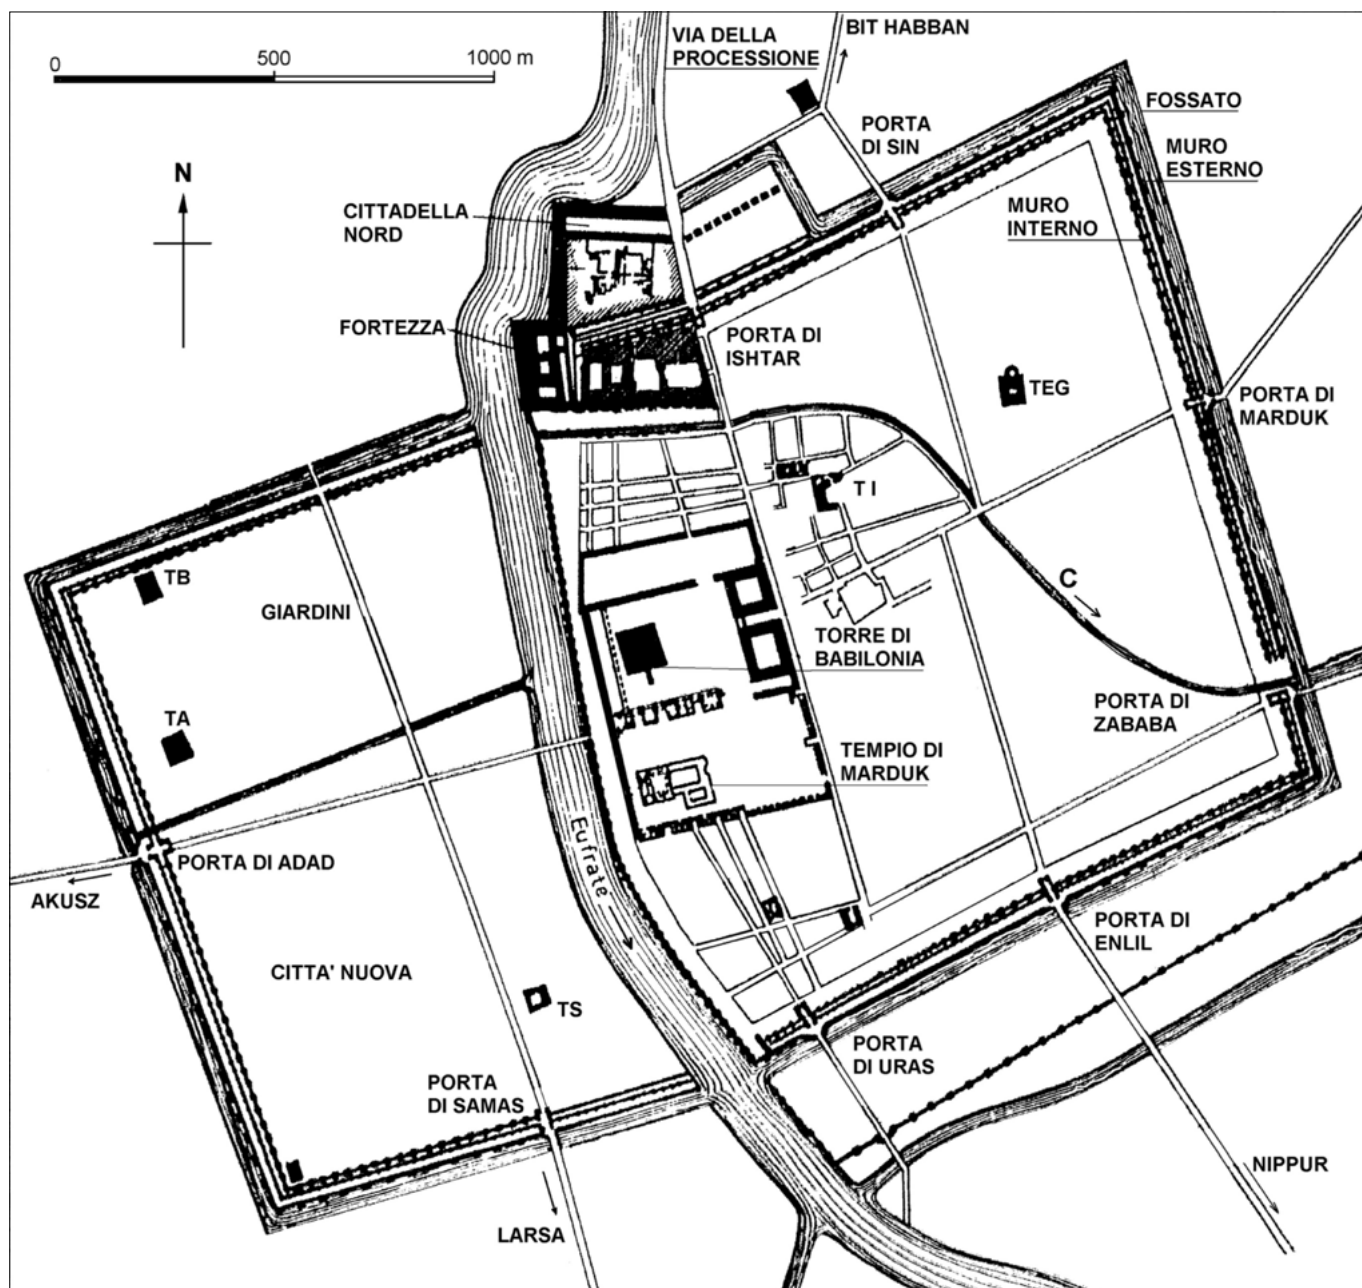 VIA DELLA
PROCESSIONE
BIT HABBAN
0 500 1000 m
FOSSATO
PORTA
DI SIN
MURO
ESTERNO
N
CITTADELLA
NORD
MURO
INTERNO
FORTEZZA
PORTA DI
ISHTAR
TEG
PORTA DI
MARDUK
T I
TB
GIARDINI
C
TORRE DI
BABILONIA
TA
PORTA DI
ZABABA
TEMPIO DI
MARDUK
Eufrate
PORTA DI ADAD
AKUSZ
PORTA DI
ENLIL
CITTA' NUOVA
TS
PORTA
DI URAS
PORTA
DI SAMAS
NIPPUR
LARSA